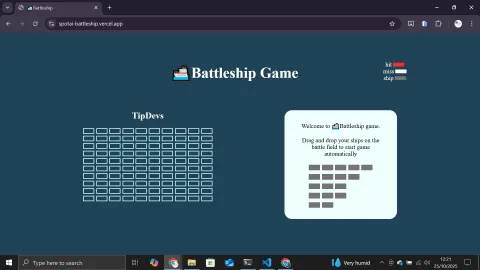 Battleship
spotai-battleship.vercel.app
Battleship Game
hit
miss
ship
TipDevs
Welcome to Battleship game.
Drag and drop your ships on the
battle field to start game
automatically
Type here to search
Very humid
12:21
25/10/2025